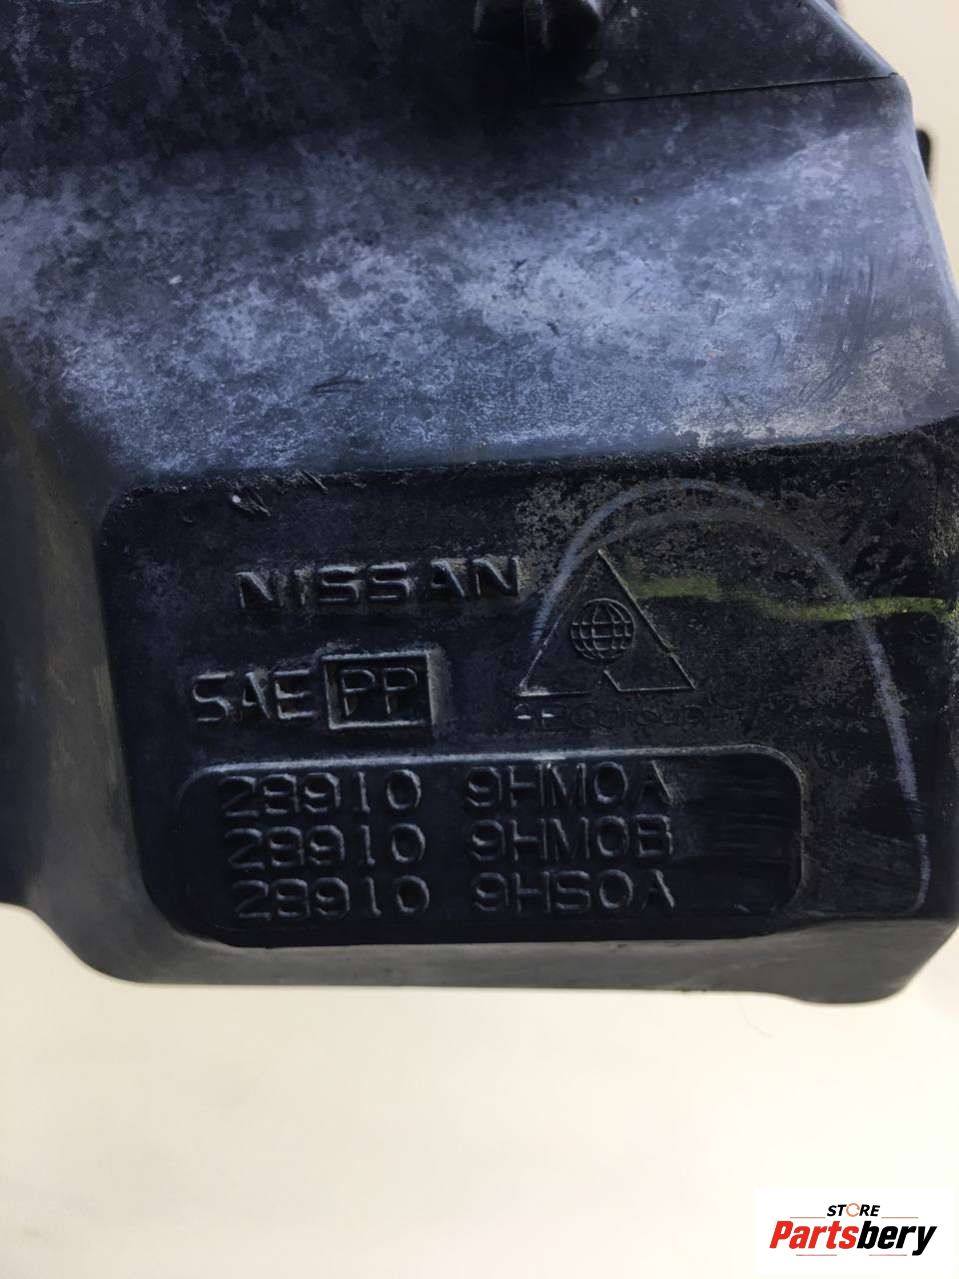 NISSAN
SAE PP
28910 9HM0A
28910 9HM0B
28910 9HS0A
STORE
Partsbery